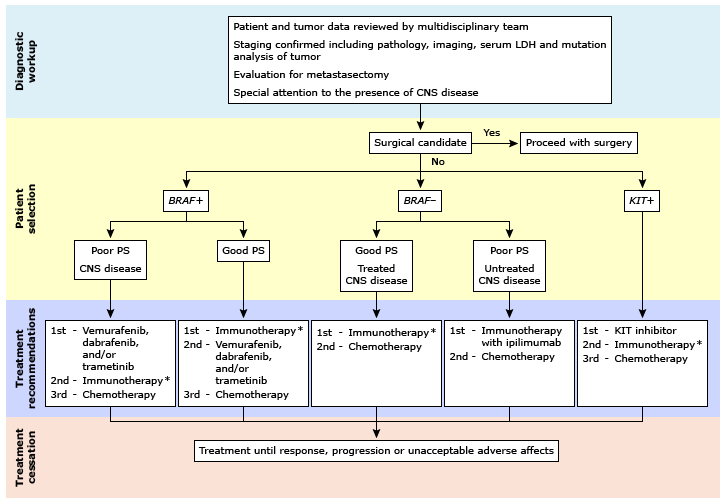 Diagnostic
workup
Patient and tumor data reviewed by multidisciplinary team
Staging confirmed including pathology, imaging, serum LDH and mutation
analysis of tumor
Evaluation for metastasectomy
Special attention to the presence of CNS disease
Patient
selection
Surgical candidate
Yes
Proceed with surgery
No
BRAF+
BRAF–
KIT+
Poor PS
CNS disease
Good PS
Good PS
Treated
CNS disease
Poor PS
Untreated
CNS disease
Treatment
recommendations
1st - Vemurafenib,
dabrafenib,
and/or
trametinib
2nd - Immunotherapy*
3rd - Chemotherapy
1st - Immunotherapy*
2nd - Vemurafenib,
dabrafenib,
and/or
trametinib
3rd - Chemotherapy
1st - Immunotherapy*
2nd - Chemotherapy
1st - Immunotherapy
with ipilimumab
2nd - Chemotherapy
1st - KIT inhibitor
2nd - Immunotherapy*
3rd - Chemotherapy
Treatment
cessation
Treatment until response, progression or unacceptable adverse affects